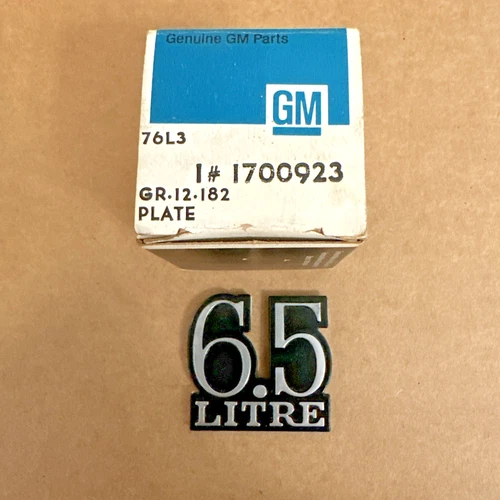 Genuine GM Parts
GM
76L3
1# 1700923
GR.12.182
PLATE
6.5
LITRE